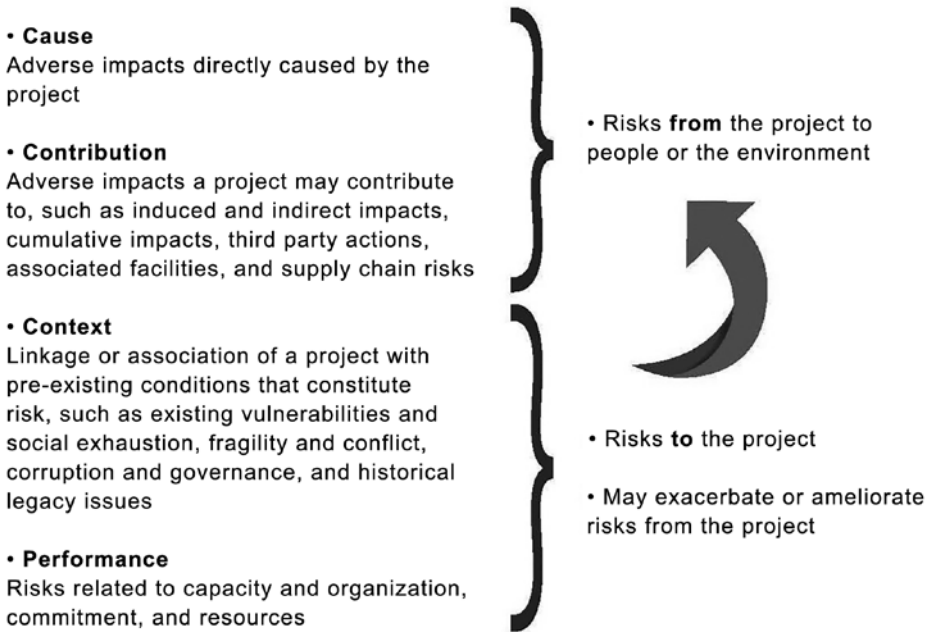 • Cause
Adverse impacts directly caused by the
project
• Contribution
Adverse impacts a project may contribute
to, such as induced and indirect impacts,
cumulative impacts, third party actions,
associated facilities, and supply chain risks
• Context
Linkage or association of a project with
pre-existing conditions that constitute
risk, such as existing vulnerabilities and
social exhaustion, fragility and conflict,
corruption and governance, and historical
legacy issues
• Performance
Risks related to capacity and organization,
commitment, and resources
• Risks from the project to
people or the environment
• Risks to the project
• May exacerbate or ameliorate
risks from the project